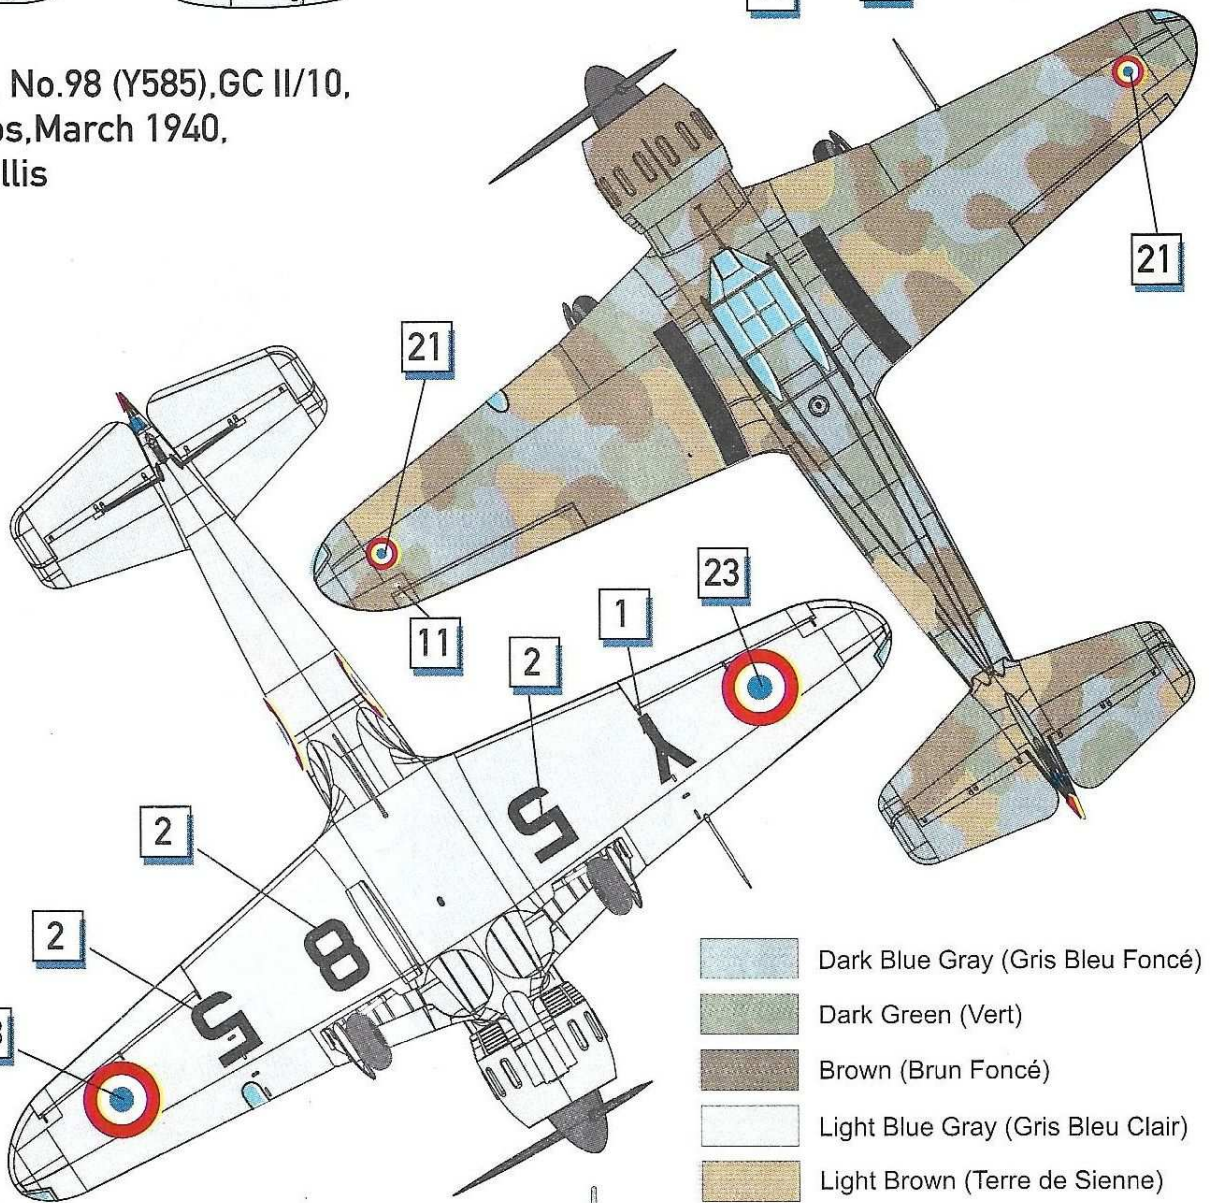 No.98 (Y585),GC II/10,
March 1940,
21
21
11
23
1
2
Y
5
2
8
2
5
Dark Blue Gray (Gris Bleu Foncé)
Dark Green (Vert)
Brown (Brun Foncé)
Light Blue Gray (Gris Bleu Clair)
Light Brown (Terre de Sienne)